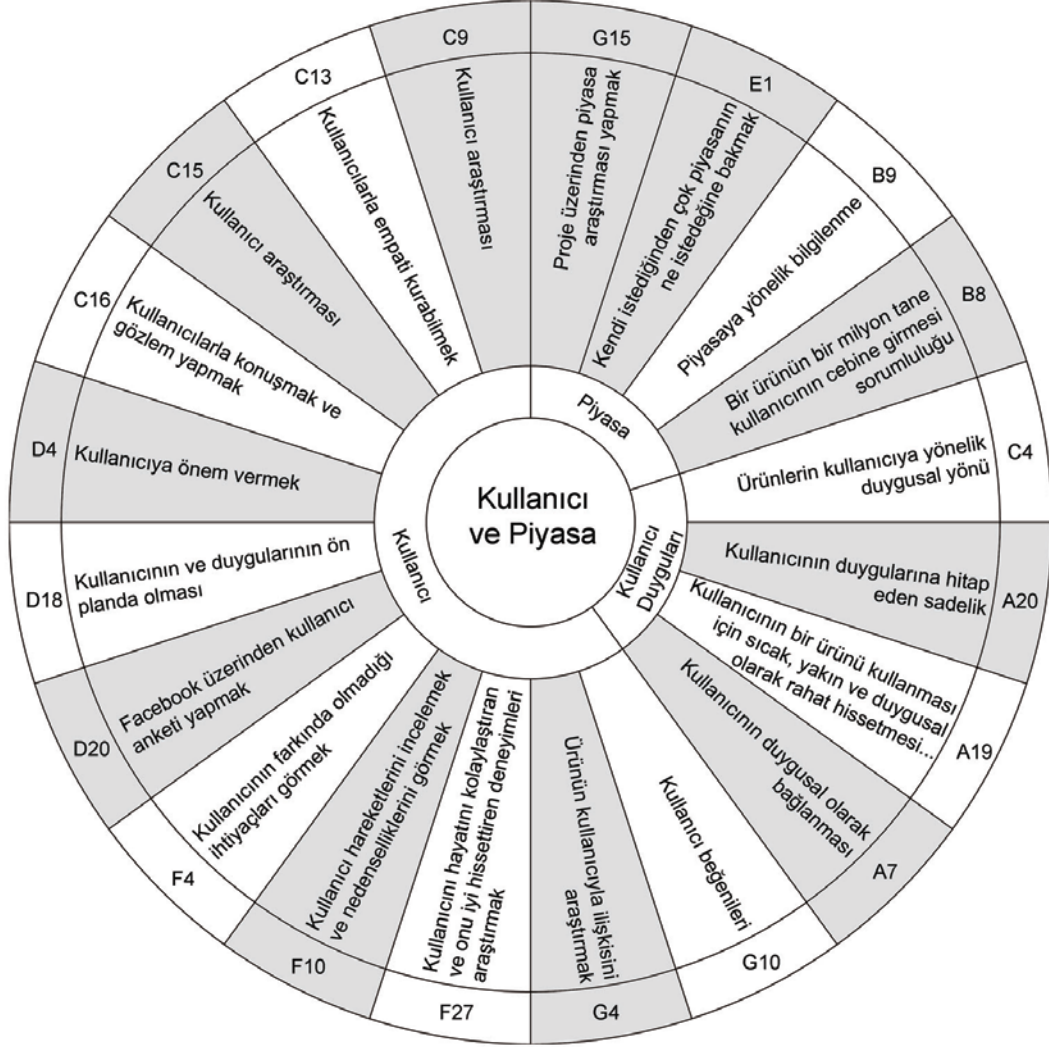 Kullanıcı
ve Piyasa
Piyasa
Kullanıcı
Duyguları
Kullanıcı
G15
Proje üzerinden piyasa
araştırması yapmak
E1
Kendi istediğinden çok piyasanın
ne istedeğine bakmak
B9
Piyasaya yönelik bilgilenme
B8
Bir ürünün bir milyon tane
kullanıcının cebine girmesi
sorumluluğu
C4
Ürünlerin kullanıcıya yönelik
duygusal yönü
A20
Kullanıcının duygularına hitap
eden sadelik
A19
Kullanıcının bir ürünü kullanması
için sıcak, yakın ve duygusal
olarak rahat hissetmesi...
A7
Kullanıcının duygusal olarak
bağlanması
G10
Kullanıcı beğenileri
G4
Ürünün kullanıcıyla ilişkisini
araştırmak
F27
Kullanıcını hayatını kolaylaştıran
ve onu iyi hissettiren deneyimleri
araştırmak
F10
Kullanıcı hareketlerini incelemek
ve nedenselliklerini görmek
F4
Kullanıcının farkında olmadığı
ihtiyaçları görmek
D20
Facebook üzerinden kullanıcı
anketi yapmak
D18
Kullanıcının ve duygularının ön
planda olması
D4
Kullanıcıya önem vermek
C16
Kullanıcılarla konuşmak ve
gözlem yapmak
C15
Kullanıcı araştırması
C13
Kullanıcılarla empati kurabilmek
C9
Kullanıcı araştırması